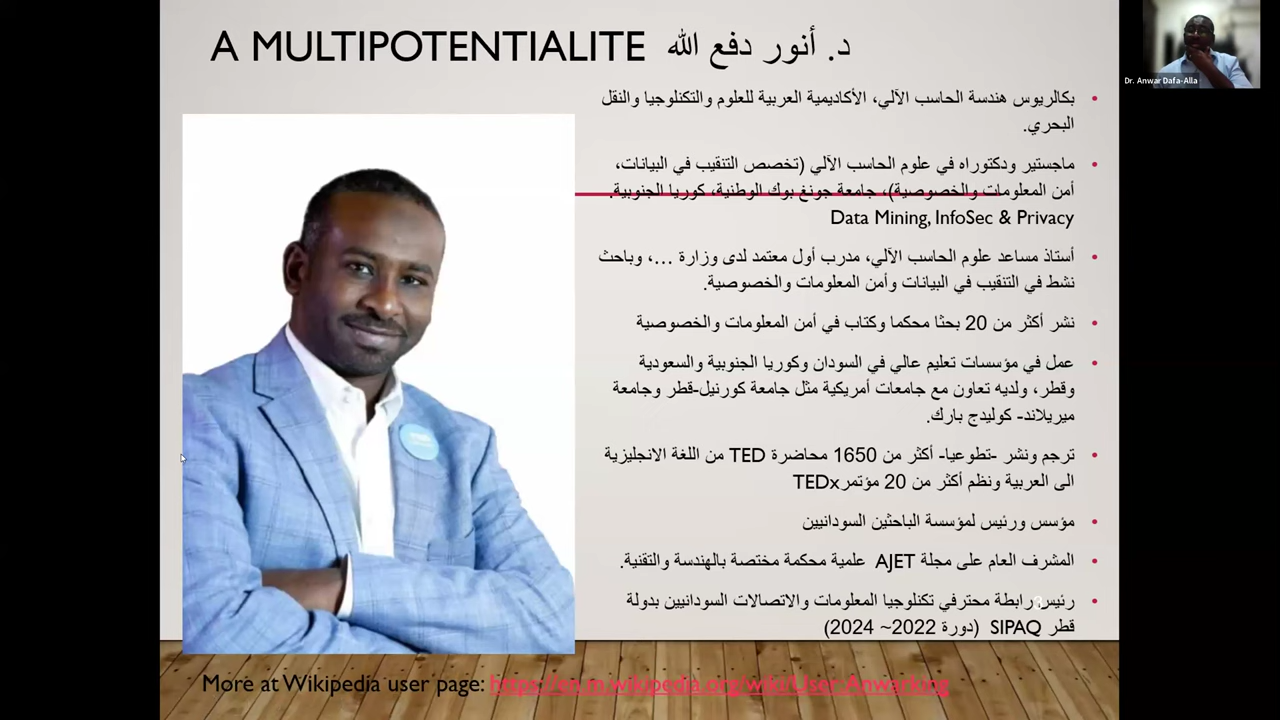 A MULTIPOTENTIALITE د. أنور دفع الله
Dr. Anwar Dafa-Alla
بكالريوس هندسة الحاسب الآلي، الأكاديمية العربية للعلوم والتكنلوجيا والنقل
البحري.
ماجستير ودكتوراه في علوم الحاسب الآلي (تخصص التنقيب في البيانات،
أمن المعلومات والخصوصية)، جامعة جونغ بوك الوطنية، كوريا الجنوبية.
Data Mining, InfoSec & Privacy
أستاذ مساعد علوم الحاسب الآلي، مدرب أول معتمد لدى وزارة ...، وباحث
نشط في التنقيب في البيانات وأمن المعلومات والخصوصية.
نشر أكثر من 20 بحثا محكما وكتاب في أمن المعلومات والخصوصية
عمل في مؤسسات تعليم عالي في السودان وكوريا الجنوبية والسعودية
وقطر، ولديه تعاون مع جامعات أمريكية مثل جامعة كورنيل-قطر وجامعة
ميريلاند- كوليدج بارك.
ترجم ونشر -تطوعيا- أكثر من 1650 محاضرة TED من اللغة الانجليزية
الى العربية ونظم أكثر من 20 مؤتمرTEDx
مؤسس ورئيس لمؤسسة الباحثين السودانيين
المشرف العام على مجلة AJET علمية محكمة مختصة بالهندسة والتقنية.
رئيس رابطة محترفي تكنلوجيا المعلومات والاتصالات السودانيين بدولة
قطر SIPAQ (دورة 2022~ 2024)
More at Wikipedia user page: https://en.m.wikipedia.org/wiki/User:Anwarking